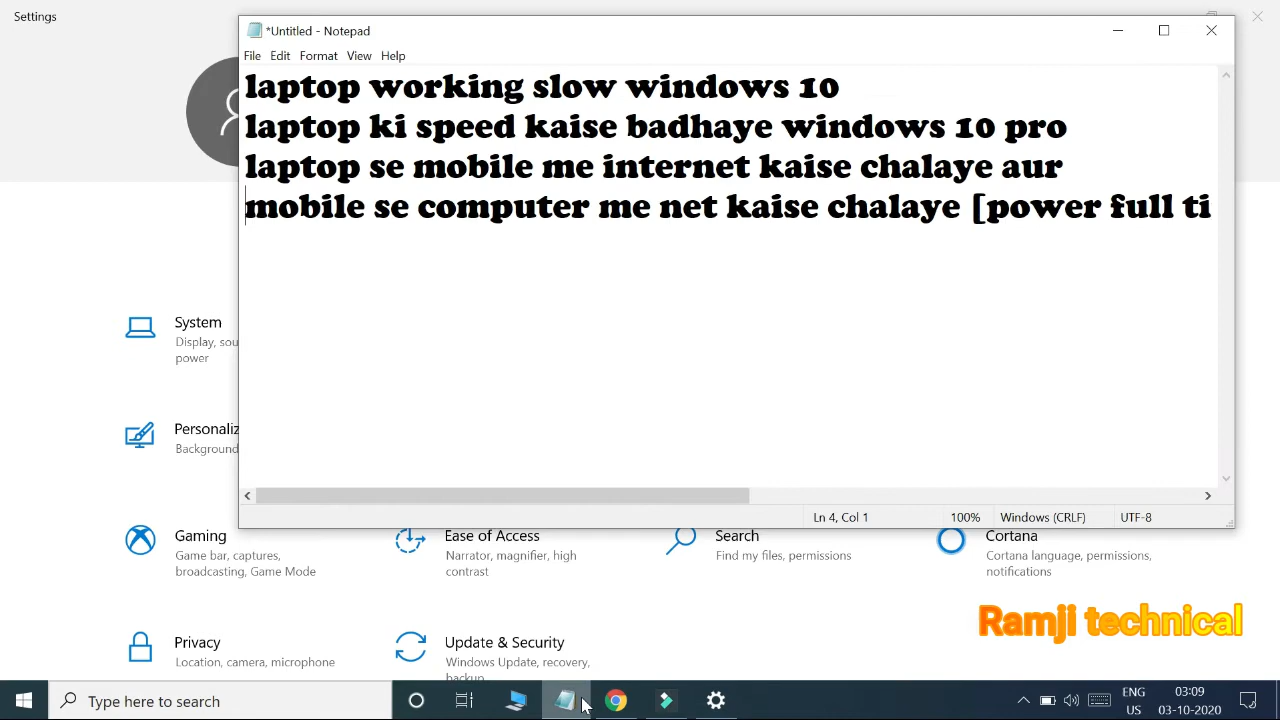 Settings
*Untitled - Notepad
File Edit Format View Help
laptop working slow windows 10
laptop ki speed kaise badhaye windows 10 pro
laptop se mobile me internet kaise chalaye aur
mobile se computer me net kaise chalaye [power full ti
Ln 4, Col 1 100% Windows (CRLF) UTF-8
System
Display, sou
power
Personaliz
Background
Gaming
Game bar, captures,
broadcasting, Game Mode
Ease of Access
Narrator, magnifier, high
contrast
Search
Find my files, permissions
Cortana
Cortana language, permissions,
notifications
Privacy
Location, camera, microphone
Update & Security
Windows Update, recovery,
backup
Ramji technical
Type here to search
ENG
US
03:09
03-10-2020